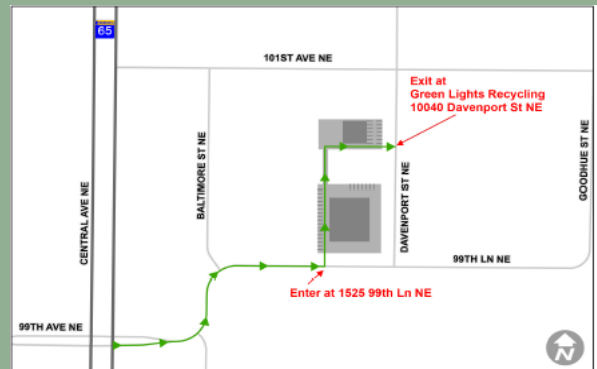 65
101ST AVE NE
Exit at
Green Lights Recycling
10040 Davenport St NE
BALTIMORE ST NE
CENTRAL AVE NE
DAVENPORT ST NE
GOODHUE ST NE
99TH LN NE
Enter at 1525 99th Ln NE
99TH AVE NE
N